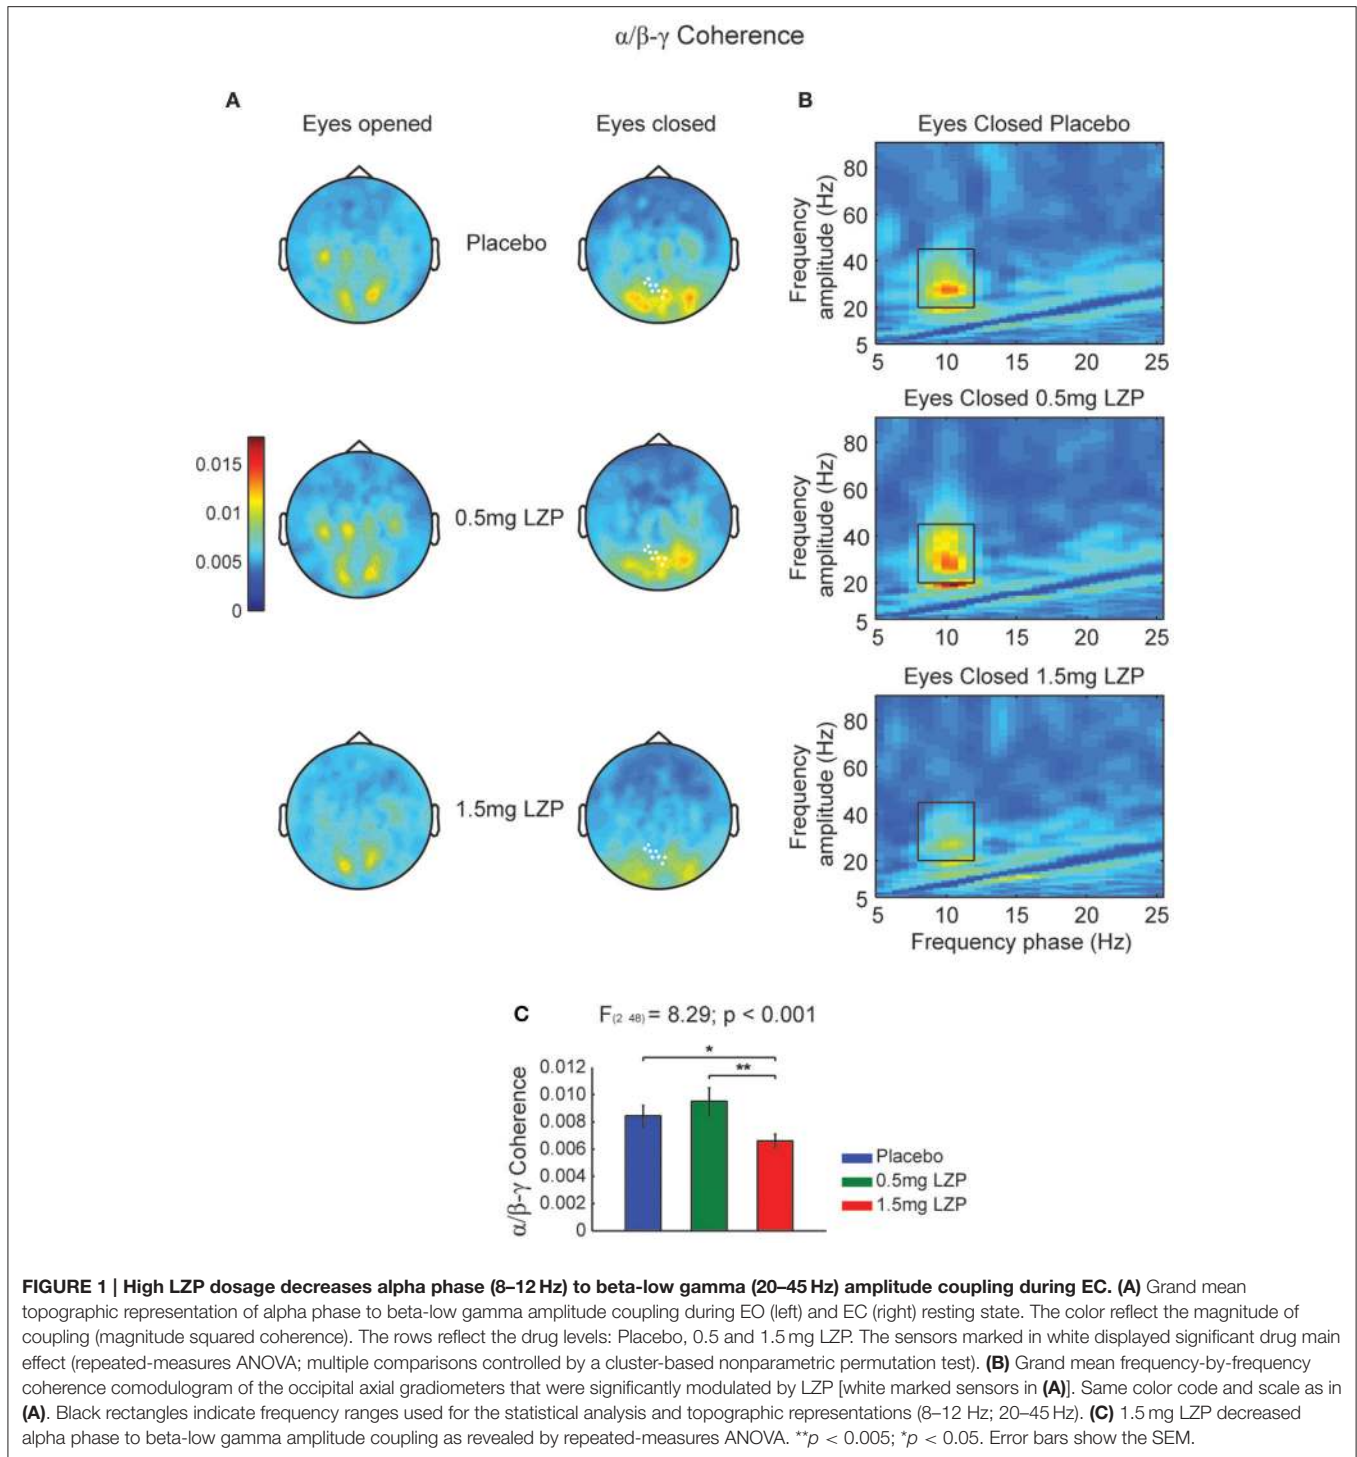 α/β-γ Coherence
A
Eyes opened
Eyes closed
Placebo
0.5mg LZP
1.5mg LZP
0.015
0.01
0.005
0
B
Eyes Closed Placebo
Frequency
amplitude (Hz)
80
60
40
20
5
5 10 15 20 25
Eyes Closed 0.5mg LZP
Frequency
amplitude (Hz)
80
60
40
20
5
5 10 15 20 25
Eyes Closed 1.5mg LZP
Frequency
amplitude (Hz)
80
60
40
20
5
5 10 15 20 25
Frequency phase (Hz)
C
F(2 48) = 8.29; p < 0.001
α/β-γ Coherence
0.012
0.010
0.008
0.006
0.004
0.002
0
*
**
Placebo
0.5mg LZP
1.5mg LZP
FIGURE 1 | High LZP dosage decreases alpha phase (8–12 Hz) to beta-low gamma (20–45 Hz) amplitude coupling during EC. (A) Grand mean
topographic representation of alpha phase to beta-low gamma amplitude coupling during EO (left) and EC (right) resting state. The color reflect the magnitude of
coupling (magnitude squared coherence). The rows reflect the drug levels: Placebo, 0.5 and 1.5 mg LZP. The sensors marked in white displayed significant drug main
effect (repeated-measures ANOVA; multiple comparisons controlled by a cluster-based nonparametric permutation test). (B) Grand mean frequency-by-frequency
coherence comodulogram of the occipital axial gradiometers that were significantly modulated by LZP [white marked sensors in (A)]. Same color code and scale as in
(A). Black rectangles indicate frequency ranges used for the statistical analysis and topographic representations (8–12 Hz; 20–45 Hz). (C) 1.5 mg LZP decreased
alpha phase to beta-low gamma amplitude coupling as revealed by repeated-measures ANOVA. **p < 0.005; *p < 0.05. Error bars show the SEM.